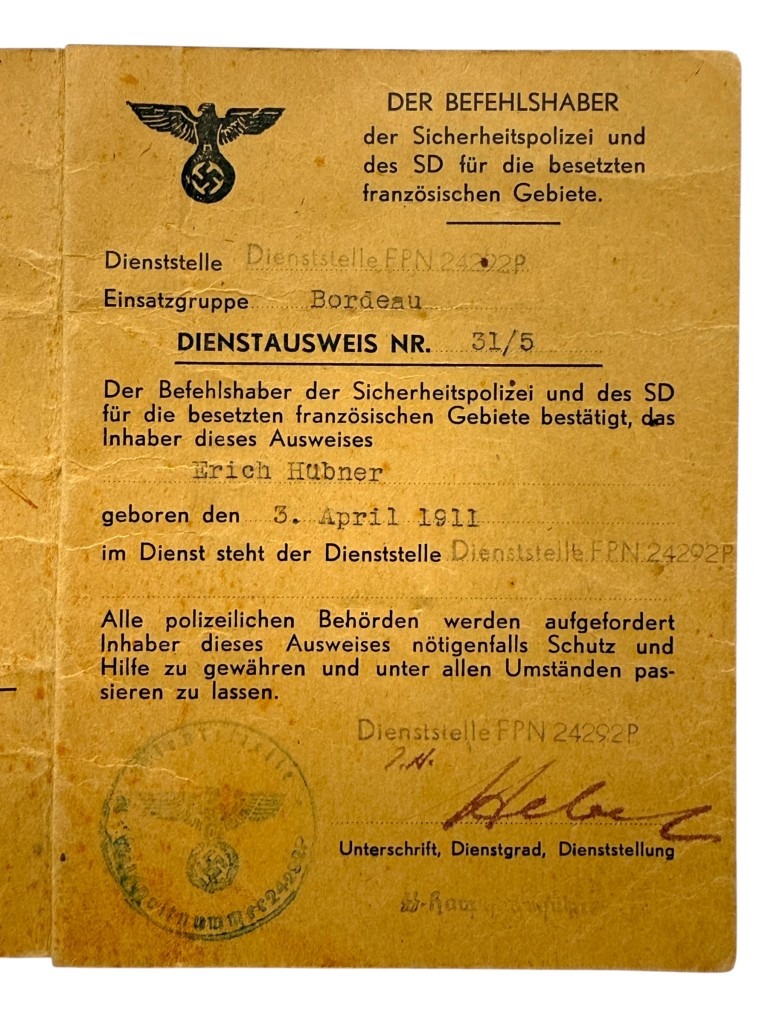 DER BEFEHLSHABER
der Sicherheitspolizei und
des SD für die besetzten
französischen Gebiete.
Dienststelle Dienststelle FPN 24292P
Einsatzgruppe Bordeau
DIENSTAUSWEIS NR. 31/5
Der Befehlshaber der Sicherheitspolizei und des SD
für die besetzten französischen Gebiete bestätigt, das
Inhaber dieses Ausweises
Erich Hübner
geboren den 3. April 1911
im Dienst steht der Dienststelle Dienststelle FPN 24292P
Alle polizeilichen Behörden werden aufgefordert
Inhaber dieses Ausweises nötigenfalls Schutz und
Hilfe zu gewähren und unter allen Umständen pas-
sieren zu lassen.
Dienststelle FPN 24292P
Unterschrift, Dienstgrad, Dienststellung